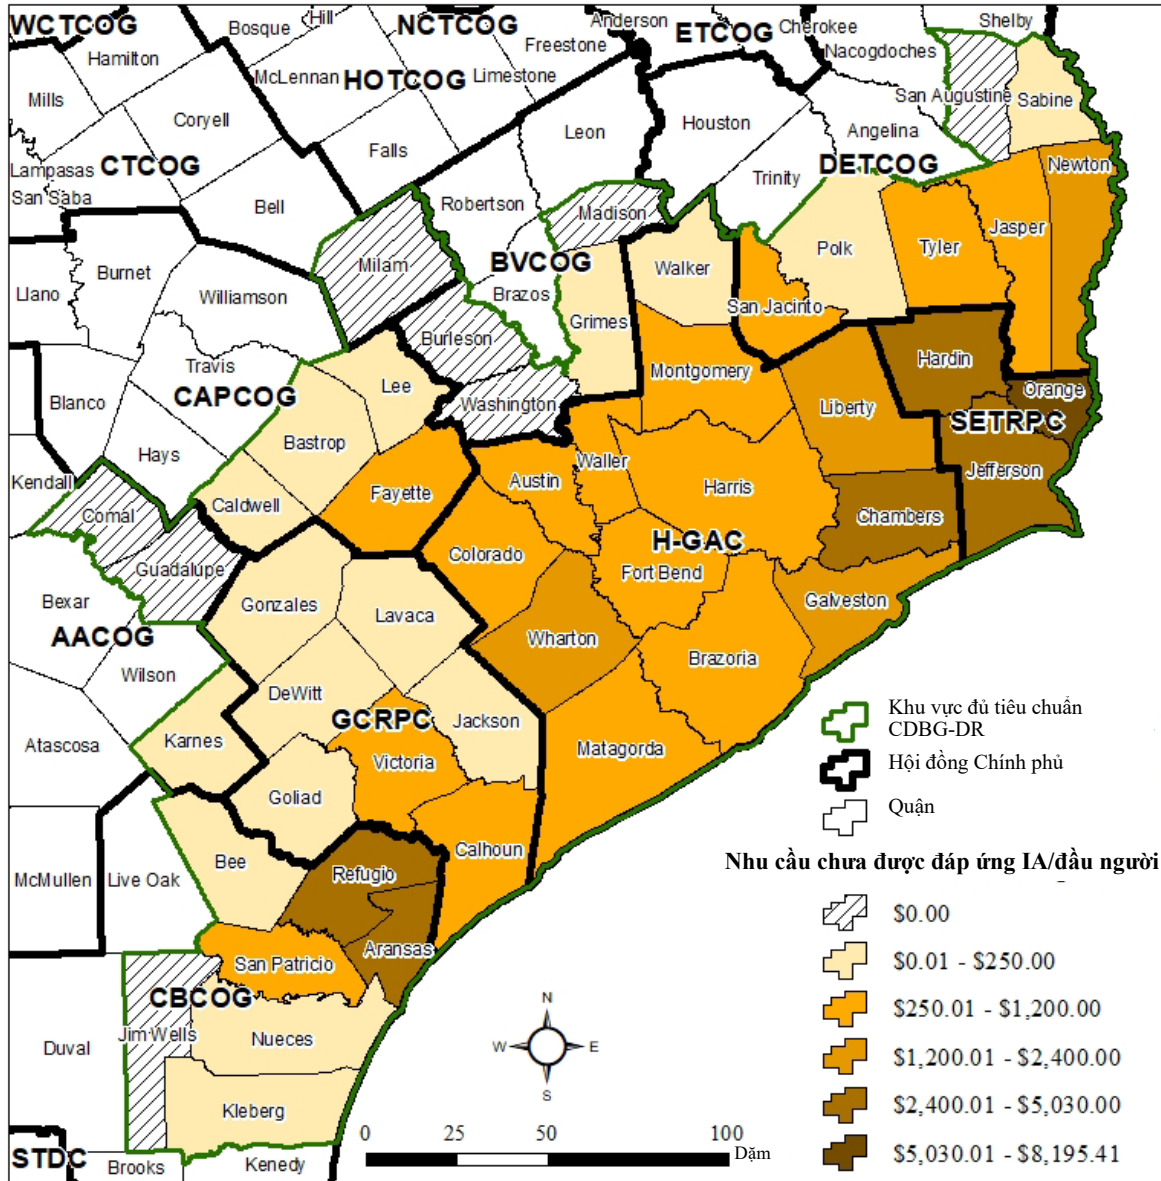 WCTCOG
Hill
Bosque
NCTCOG
Anderson
ETCOG
Cherokee
Shelby
Hamilton
Freestone
Nacogdoches
McLennan
HOTCOG
Limestone
Mills
San Augustine
Sabine
Coryell
Leon
Houston
Angelina
Falls
Lampasas
CTCOG
DETCOG
Newton
San Saba
Bell
Robertson
Trinity
Madison
Jasper
Milam
Polk
Tyler
Burnet
BVCOG
Walker
Llano
Williamson
Brazos
San Jacinto
Grimes
Burleson
Hardin
Travis
Montgomery
Lee
Orange
CAPCOG
Blanco
Washington
Liberty
SETRPC
Bastrop
Hays
Waller
Jefferson
Kendall
Austin
Fayette
Harris
Caldwell
Comal
Chambers
H-GAC
Colorado
Guadalupe
Fort Bend
Bexar
Gonzales
Lavaca
Galveston
AACOG
Wharton
Brazoria
Wilson
DeWitt
GCRPC
Jackson
Karnes
Atascosa
Matagorda
Victoria
Goliad
Calhoun
Bee
Refugio
McMullen
Live Oak
Aransas
San Patricio
CBCOG
Jim Wells
Nueces
Duval
Kleberg
STDC
Brooks
Kenedy
Khu vực đủ tiêu chuẩn
CDBG-DR
Hội đồng Chính phủ
Quận
Nhu cầu chưa được đáp ứng IA/đầu người
$0.00
$0.01 - $250.00
$250.01 - $1,200.00
$1,200.01 - $2,400.00
$2,400.01 - $5,030.00
$5,030.01 - $8,195.41
N
W
E
S
0 25 50 100
Dặm